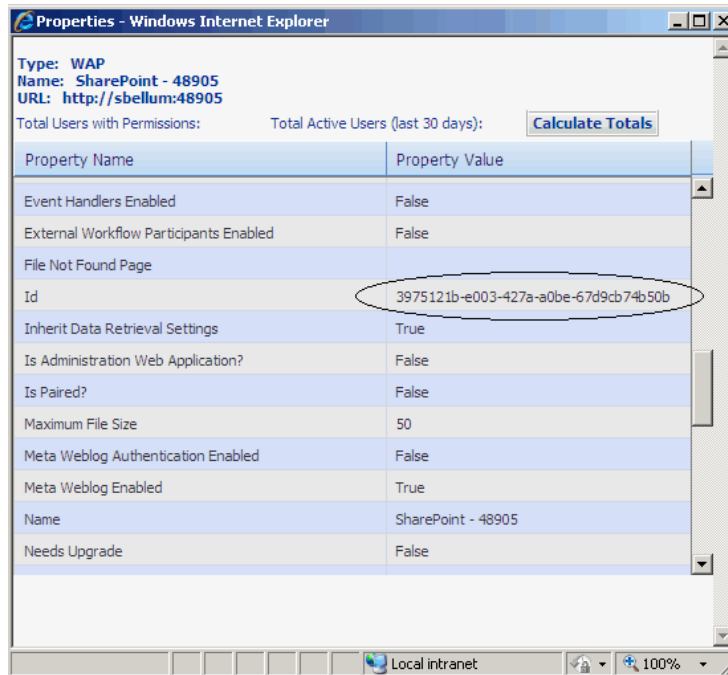 Properties - Windows Internet Explorer
Type: WAP
Name: SharePoint - 48905
URL: http://sbellum:48905
Total Users with Permissions: Total Active Users (last 30 days): Calculate Totals
Property Name Property Value
Event Handlers Enabled False
External Workflow Participants Enabled False
File Not Found Page
Id 3975121b-e003-427a-a0be-67d9cb74b50b
Inherit Data Retrieval Settings True
Is Administration Web Application? False
Is Paired? False
Maximum File Size 50
Meta Weblog Authentication Enabled False
Meta Weblog Enabled True
Name SharePoint - 48905
Needs Upgrade False
Local intranet 100%